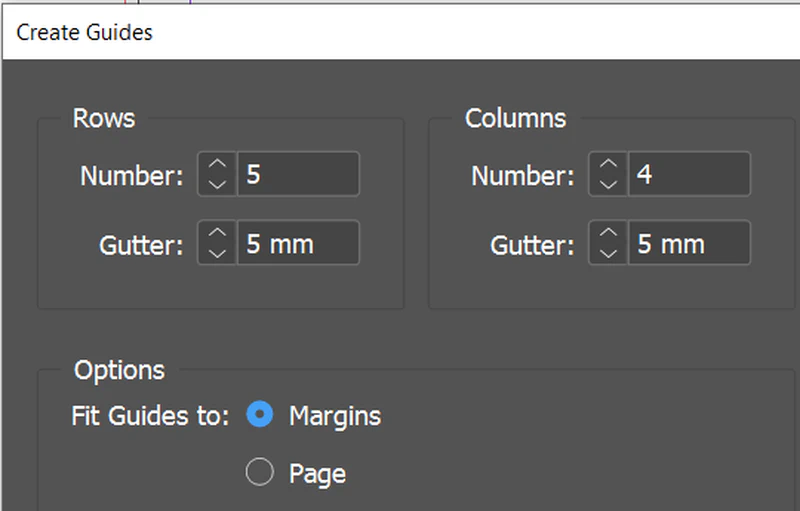 Create Guides
Rows
Number: 5
Gutter: 5 mm
Columns
Number: 4
Gutter: 5 mm
Options
Fit Guides to: Margins
Page